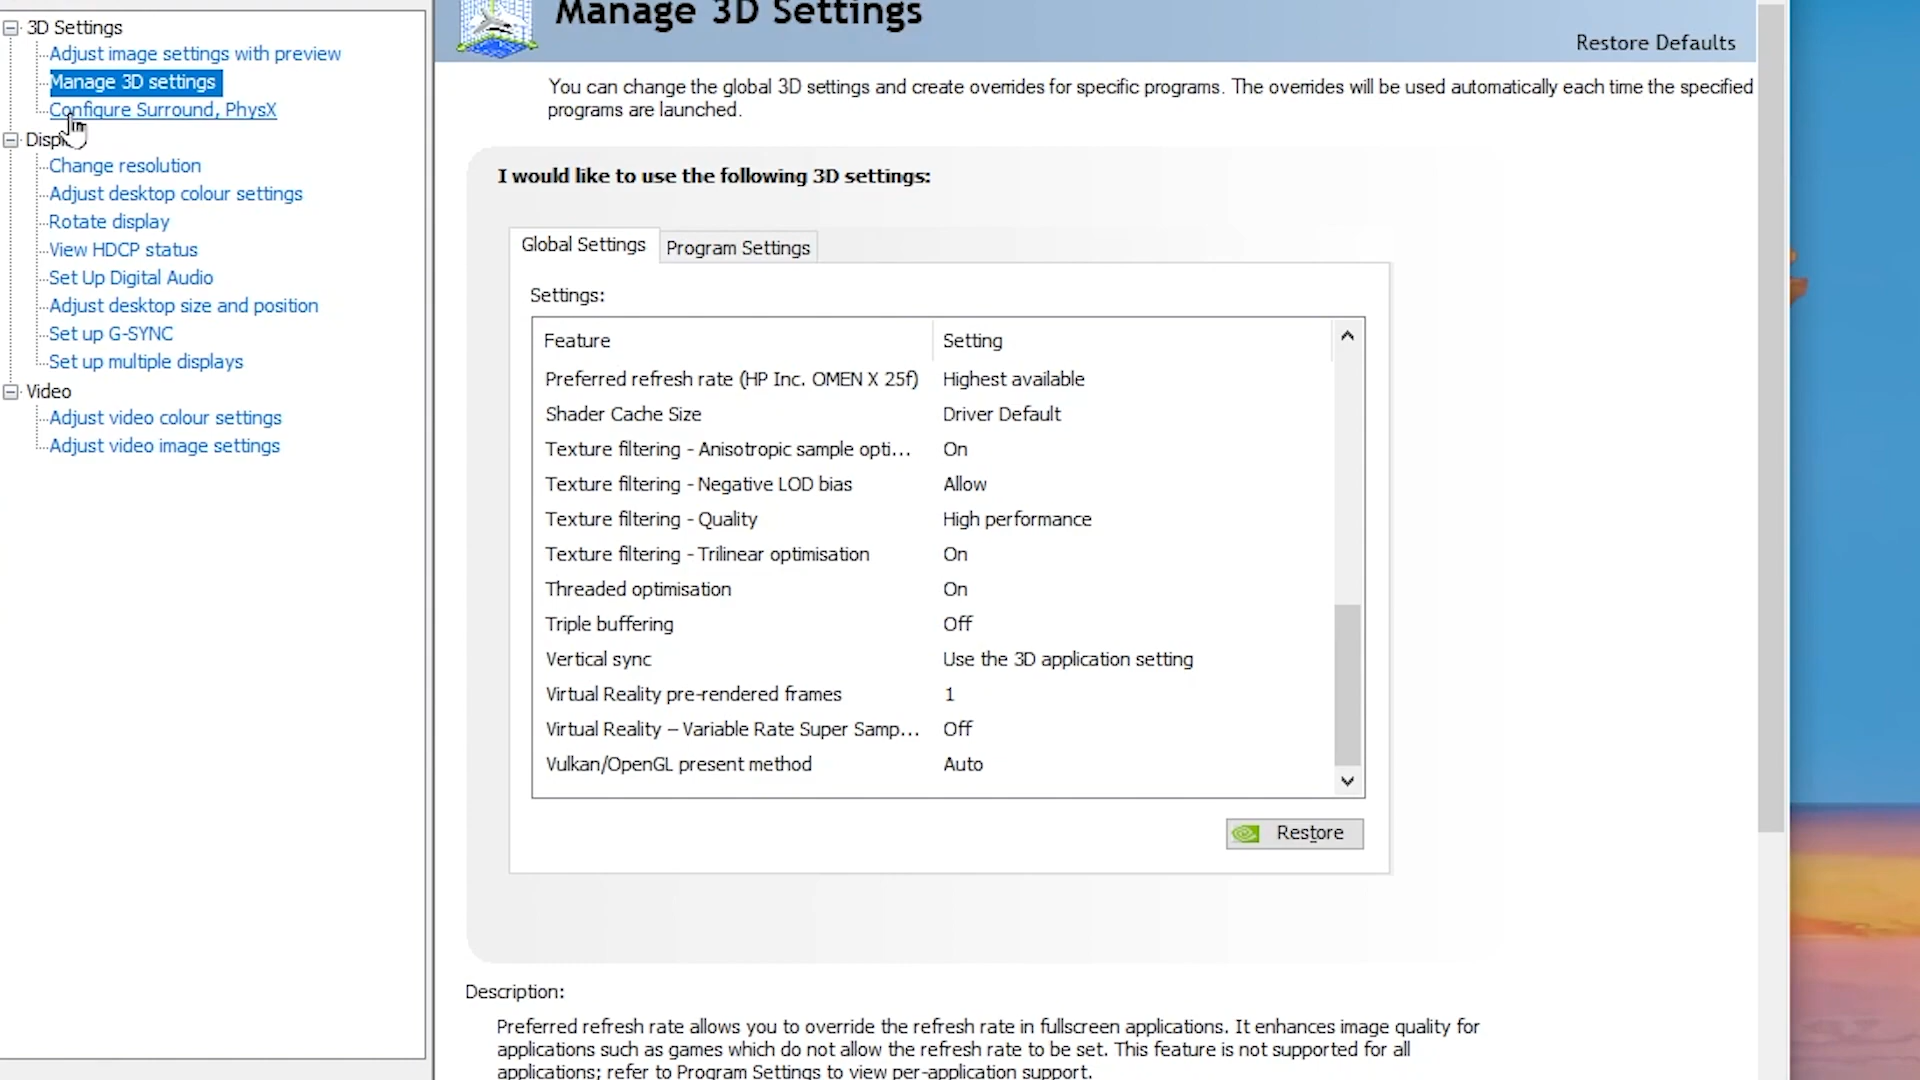 3D Settings
Adjust image settings with preview
Manage 3D settings
Configure Surround, PhysX
Change resolution
Adjust desktop colour settings
Rotate display
View HDCP status
Set Up Digital Audio
Adjust desktop size and position
Set up G-SYNC
Set up multiple displays
Video
Adjust video colour settings
Adjust video image settings
Manage 3D Settings
Restore Defaults
You can change the global 3D settings and create overrides for specific programs. The overrides will be used automatically each time the specified
programs are launched.
I would like to use the following 3D settings:
Global Settings
Program Settings
Settings:
Feature Setting
Preferred refresh rate (HP Inc. OMEN X 25f) Highest available
Shader Cache Size Driver Default
Texture filtering - Anisotropic sample opti... On
Texture filtering - Negative LOD bias Allow
Texture filtering - Quality High performance
Texture filtering - Trilinear optimisation On
Threaded optimisation On
Triple buffering Off
Vertical sync Use the 3D application setting
Virtual Reality pre-rendered frames 1
Virtual Reality – Variable Rate Super Samp... Off
Vulkan/OpenGL present method Auto
Restore
Description:
Preferred refresh rate allows you to override the refresh rate in fullscreen applications. It enhances image quality for
applications such as games which do not allow the refresh rate to be set. This feature is not supported for all
applications; refer to Program Settings to view per-application support.